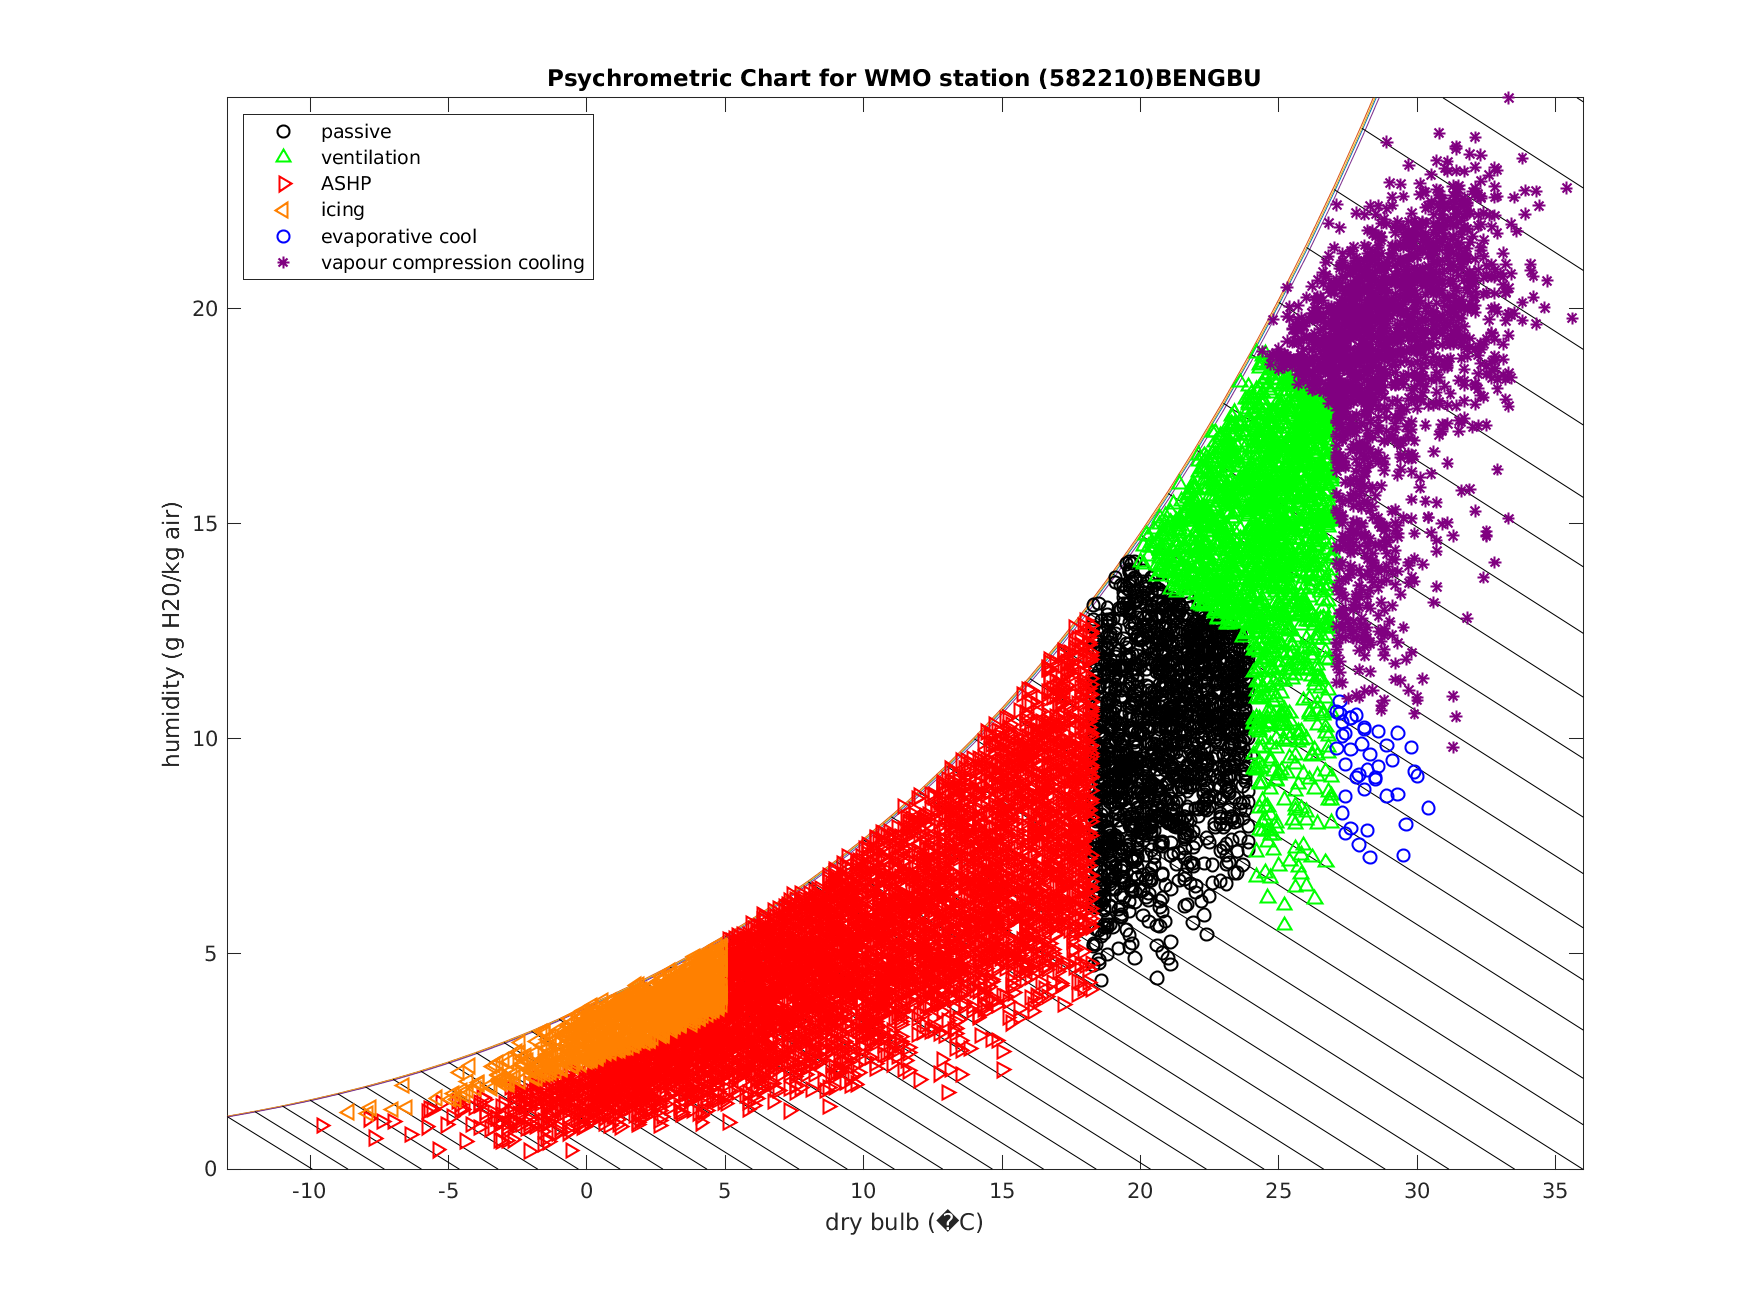 Psychrometric Chart for WMO station (582210)BENGBU
passive
ventilation
ASHP
icing
evaporative cool
vapour compression cooling
humidity (g H20/kg air)
20
15
10
5
0
-10 -5 0 5 10 15 20 25 30 35
dry bulb (�C)